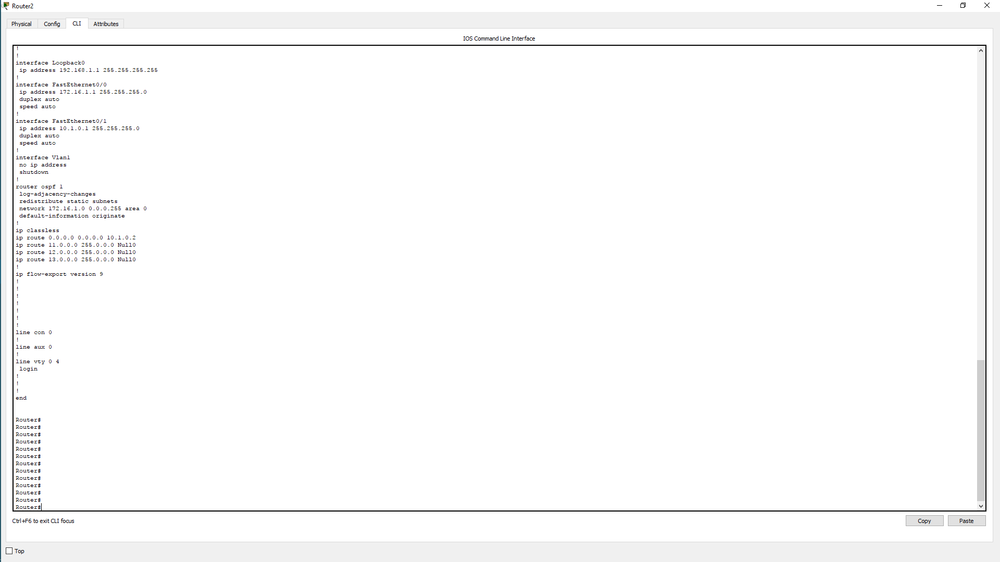 Router2
Physical
Config
CLI
Attributes
IOS Command Line Interface
!
!
interface Loopback0
 ip address 192.168.1.1 255.255.255.255
!
interface FastEthernet0/0
 ip address 172.16.1.1 255.255.255.0
 duplex auto
 speed auto
!
interface FastEthernet0/1
 ip address 10.1.0.1 255.255.255.0
 duplex auto
 speed auto
!
interface Vlan1
 no ip address
 shutdown
!
router ospf 1
 log-adjacency-changes
 redistribute static subnets
 network 172.16.1.0 0.0.0.255 area 0
 default-information originate
!
ip classless
ip route 0.0.0.0 0.0.0.0 10.1.0.2
ip route 11.0.0.0 255.0.0.0 Null0
ip route 12.0.0.0 255.0.0.0 Null0
ip route 13.0.0.0 255.0.0.0 Null0
!
ip flow-export version 9
!
!
!
!
!
!
!
line con 0
!
line aux 0
!
line vty 0 4
 login
!
!
!
end
Router#
Router#
Router#
Router#
Router#
Router#
Router#
Router#
Router#
Router#
Router#
Router#
Router#
Ctrl+F6 to exit CLI focus
Copy
Paste
Top